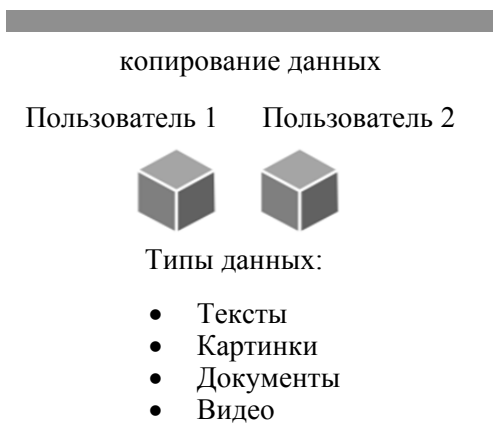 копирование данных
Пользователь 1 Пользователь 2
Типы данных:
• Тексты
• Картинки
• Документы
• Видео